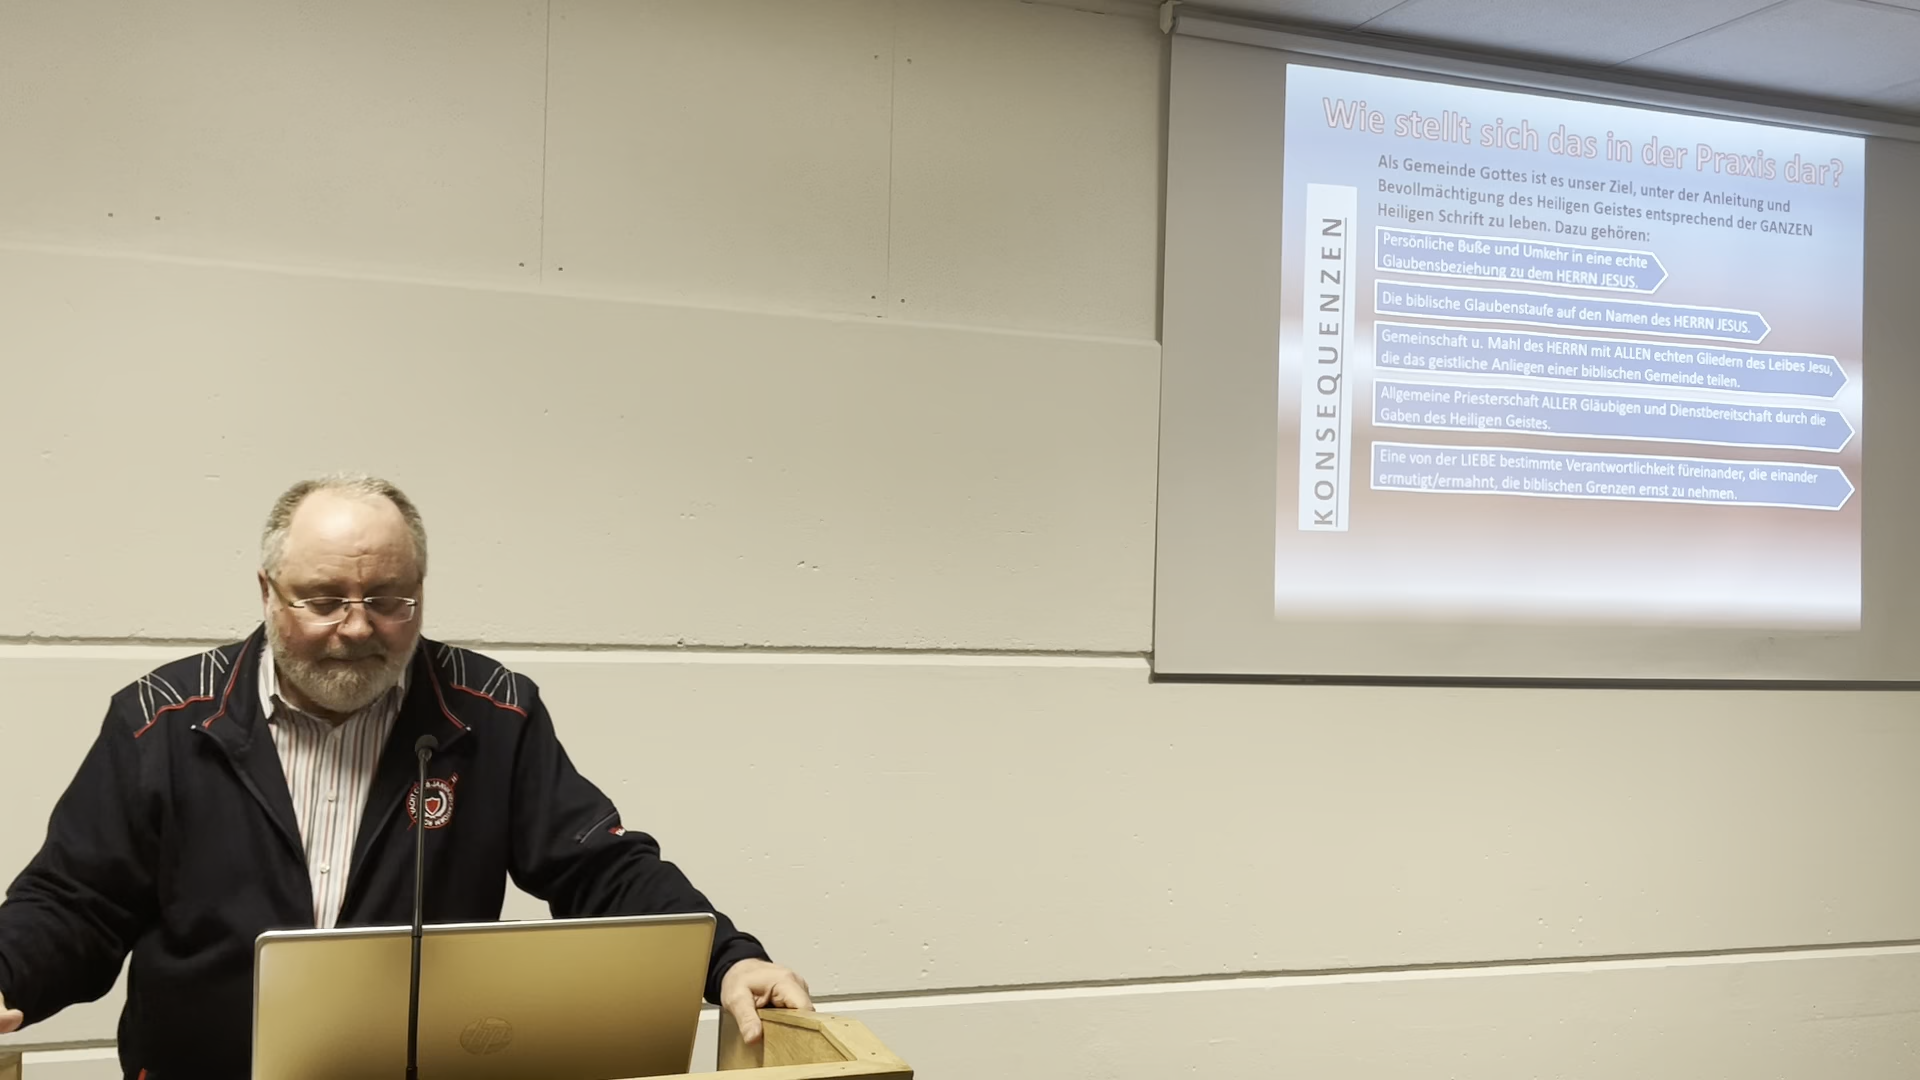 Wie stellt sich das in der Praxis dar?
Als Gemeinde Gottes ist es unser Ziel, unter der Anleitung und
Bevollmächtigung des Heiligen Geistes entsprechend der GANZEN
Heiligen Schrift zu leben. Dazu gehören:
KONSEQUENZEN
Persönliche Buße und Umkehr in eine echte
Glaubensbeziehung zu dem HERRN JESUS.
Die biblische Glaubenstaufe auf den Namen des HERRN JESUS.
Gemeinschaft u. Mahl des HERRN mit ALLEN echten Gliedern des Leibes Jesu,
die das geistliche Anliegen einer biblischen Gemeinde teilen.
Allgemeine Priesterschaft ALLER Gläubigen und Dienstbereitschaft durch die
Gaben des Heiligen Geistes.
Eine von der LIEBE bestimmte Verantwortlichkeit füreinander, die einander
ermutigt/ermahnt, die biblischen Grenzen ernst zu nehmen.
hp